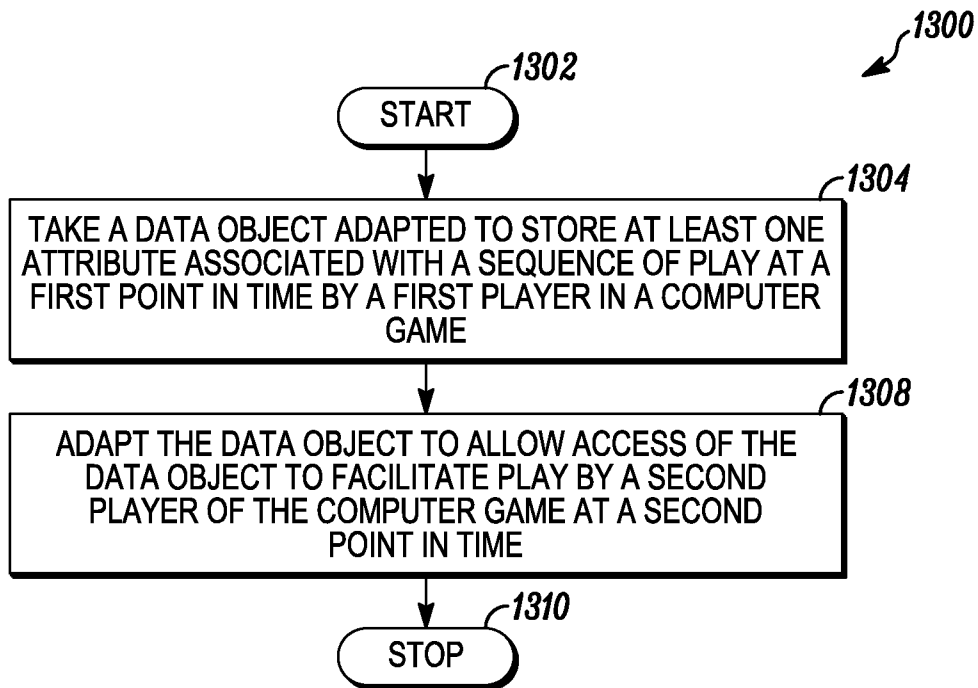 1300
1302
START
1304
TAKE A DATA OBJECT ADAPTED TO STORE AT LEAST ONE
ATTRIBUTE ASSOCIATED WITH A SEQUENCE OF PLAY AT A
FIRST POINT IN TIME BY A FIRST PLAYER IN A COMPUTER
GAME
1308
ADAPT THE DATA OBJECT TO ALLOW ACCESS OF THE
DATA OBJECT TO FACILITATE PLAY BY A SECOND
PLAYER OF THE COMPUTER GAME AT A SECOND
POINT IN TIME
1310
STOP